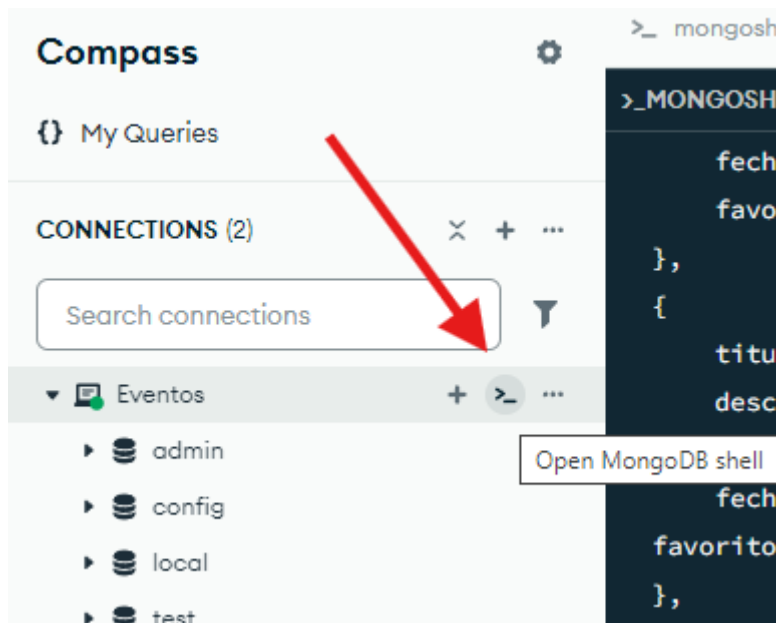 Compass
{} My Queries
CONNECTIONS (2)
Search connections
Eventos
admin
config
local
test
Open MongoDB shell
>_ mongosh
>_MONGOSH
fech
favo
},
{
titu
desc
fech
favorito
},